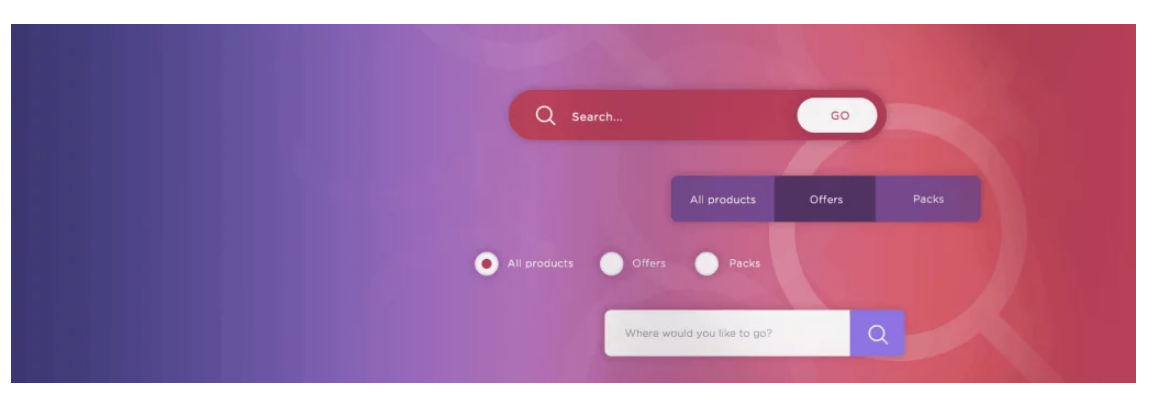 Search... GO
All products Offers Packs
All products Offers Packs
Where would you like to go?